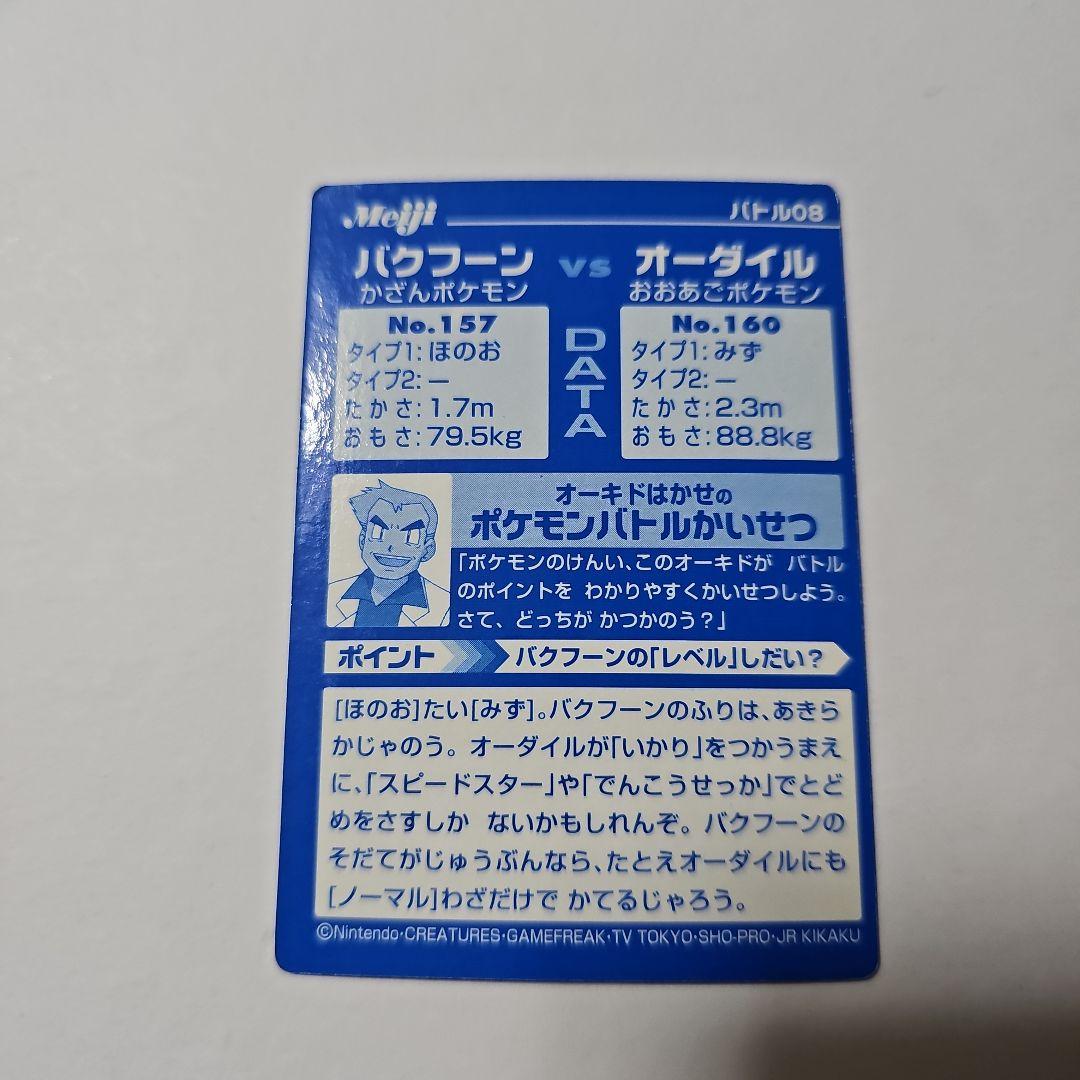 Meiji バトル08
バクフーン vs オーダイル
かざんポケモン おおあごポケモン
No.157
タイプ1:ほのお
タイプ2:ー
たかさ:1.7m
おもさ:79.5kg
DATA
No.160
タイプ1:みず
タイプ2:ー
たかさ:2.3m
おもさ:88.8kg
オーキドはかせの
ポケモンバトルかいせつ
「ポケモンのけんい、このオーキドが バトル
のポイントを わかりやすくかいせつしよう。
さて、どっちが かつかのう?」
ポイント バクフーンの「レベル」しだい?
[ほのお]たい[みず]。バクフーンのふりは、あきら
かじゃのう。オーダイルが「いかり」をつかうまえ
に、「スピードスター」や「でんこうせっか」でとど
めをさすしか ないかもしれんぞ。バクフーンの
そだてがじゅうぶんなら、たとえオーダイルにも
[ノーマル]わざだけで かてるじゃろう。
©Nintendo・CREATURES・GAMEFREAK・TV TOKYO・SHO-PRO・JR KIKAKU